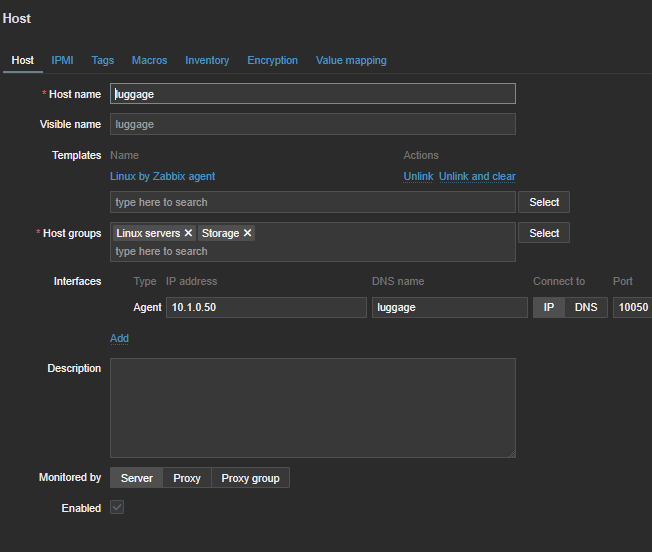 Host
Host IPMI Tags Macros Inventory Encryption Value mapping
* Host name luggage
Visible name luggage
Templates Name Actions
Linux by Zabbix agent Unlink Unlink and clear
type here to search Select
* Host groups Linux servers ✕ Storage ✕ Select
type here to search
Interfaces Type IP address DNS name Connect to Port
Agent 10.1.0.50 luggage IP DNS 10050
Add
Description
Monitored by Server Proxy Proxy group
Enabled